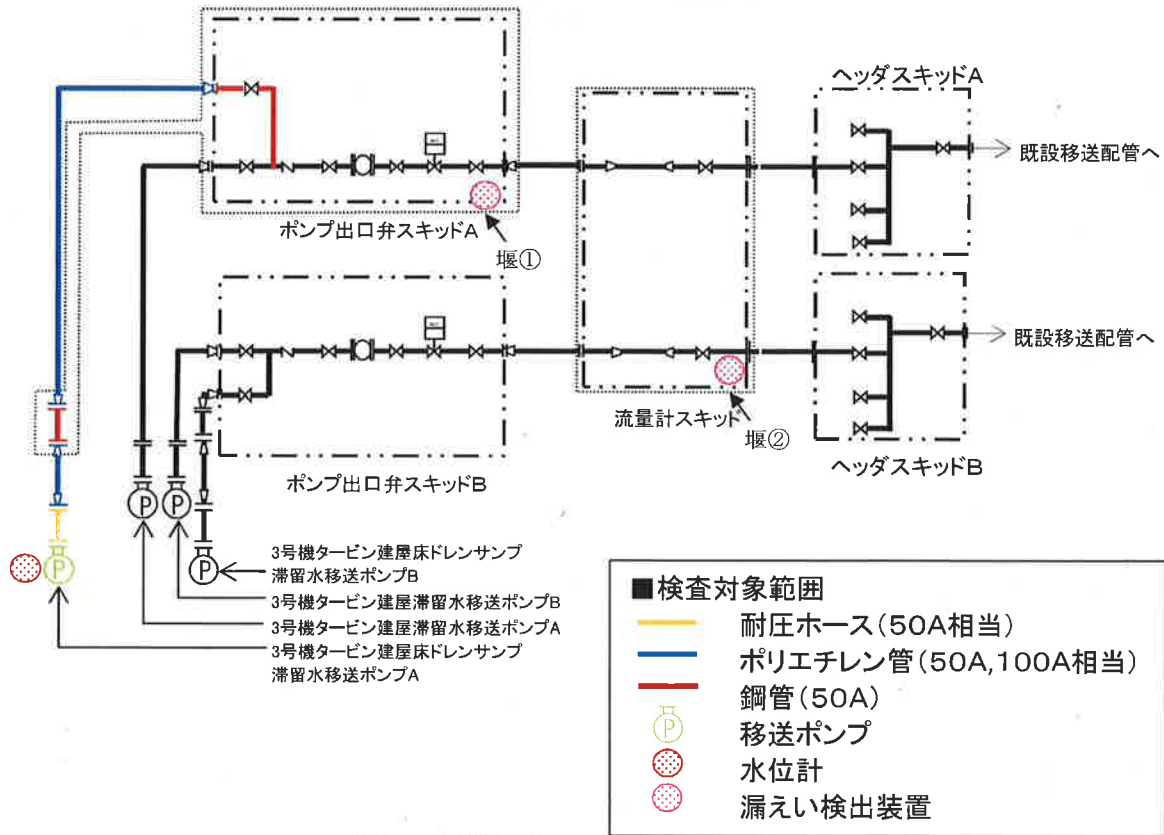 ヘッダスキッドA
既設移送配管へ
ポンプ出口弁スキッドA
堰①
既設移送配管へ
流量計スキッド
堰②
ヘッダスキッドB
ポンプ出口弁スキッドB
P
P
P
P
3号機タービン建屋床ドレンサンプ
滞留水移送ポンプB
3号機タービン建屋滞留水移送ポンプB
3号機タービン建屋滞留水移送ポンプA
3号機タービン建屋床ドレンサンプ
滞留水移送ポンプA
■検査対象範囲
耐圧ホース(50A相当)
ポリエチレン管(50A,100A相当)
鋼管(50A)
P
移送ポンプ
水位計
漏えい検出装置